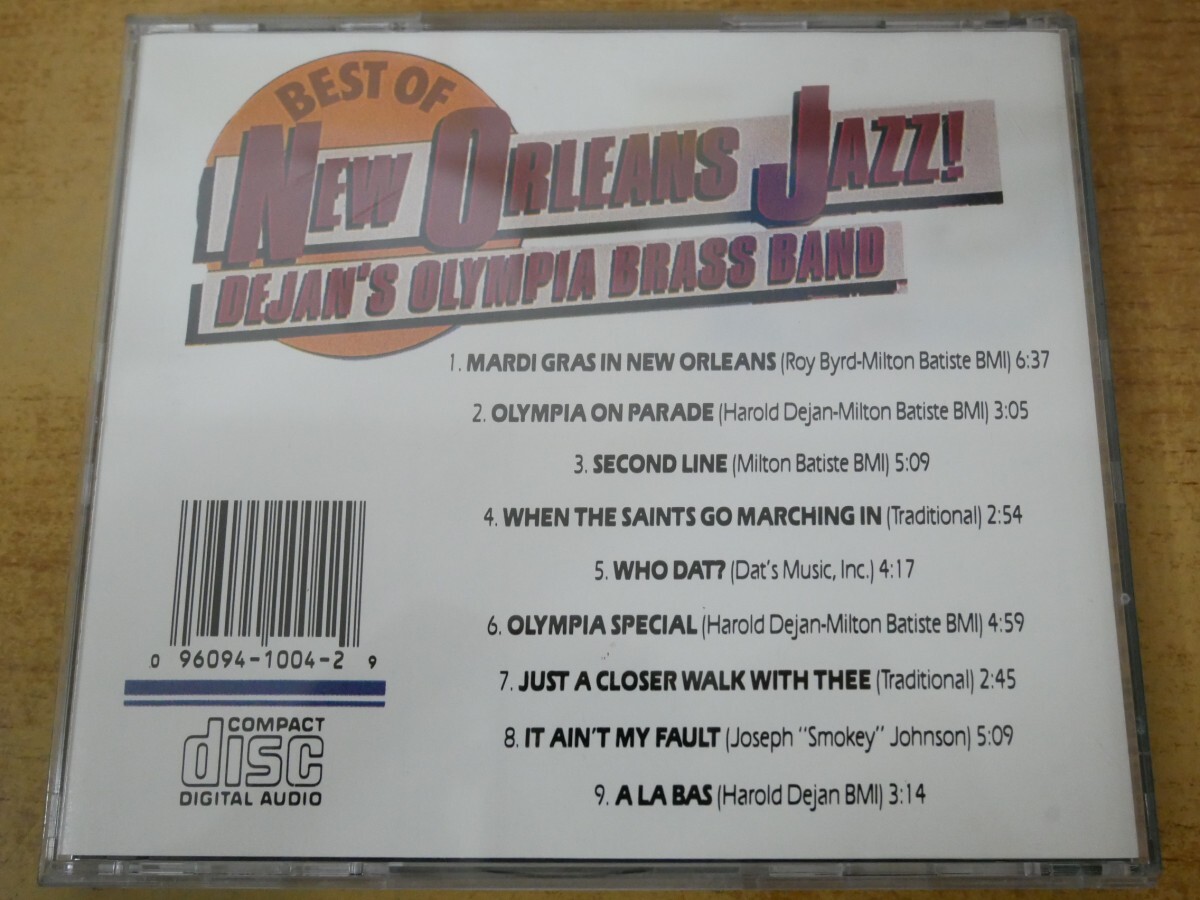 BEST OF
NEW ORLEANS JAZZ!
DEJAN'S OLYMPIA BRASS BAND
1. MARDI GRAS IN NEW ORLEANS (Roy Byrd-Milton Batiste BMI) 6:37
2. OLYMPIA ON PARADE (Harold Dejan-Milton Batiste BMI) 3:05
3. SECOND LINE (Milton Batiste BMI) 5:09
4. WHEN THE SAINTS GO MARCHING IN (Traditional) 2:54
5. WHO DAT? (Dat's Music, Inc.) 4:17
6. OLYMPIA SPECIAL (Harold Dejan-Milton Batiste BMI) 4:59
7. JUST A CLOSER WALK WITH THEE (Traditional) 2:45
8. IT AIN'T MY FAULT (Joseph "Smokey" Johnson) 5:09
9. A LA BAS (Harold Dejan BMI) 3:14
0 96094-1004-2 9
COMPACT
disc
DIGITAL AUDIO